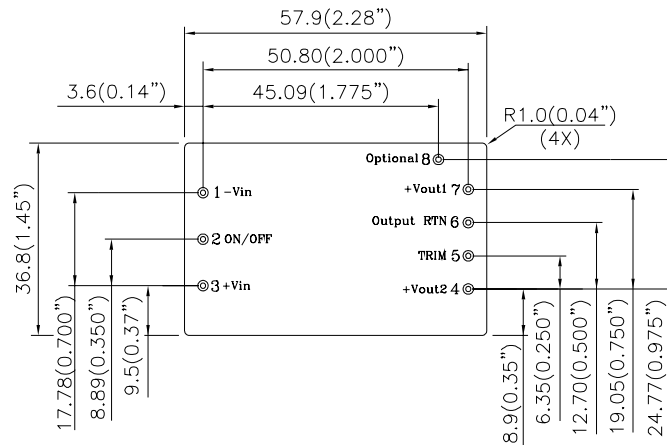 57.9(2.28”)
50.80(2.000”)
3.6(0.14”)
45.09(1.775”)
R1.0(0.04”)
(4X)
Optional 8
1 -Vin
+Vout1 7
Output RTN 6
2 ON/OFF
TRIM 5
3 +Vin
+Vout2 4
36.8(1.45”)
17.78(0.700”)
8.89(0.350”)
9.5(0.37”)
8.9(0.35”)
6.35(0.250”)
12.70(0.500”)
19.05(0.750”)
24.77(0.975”)